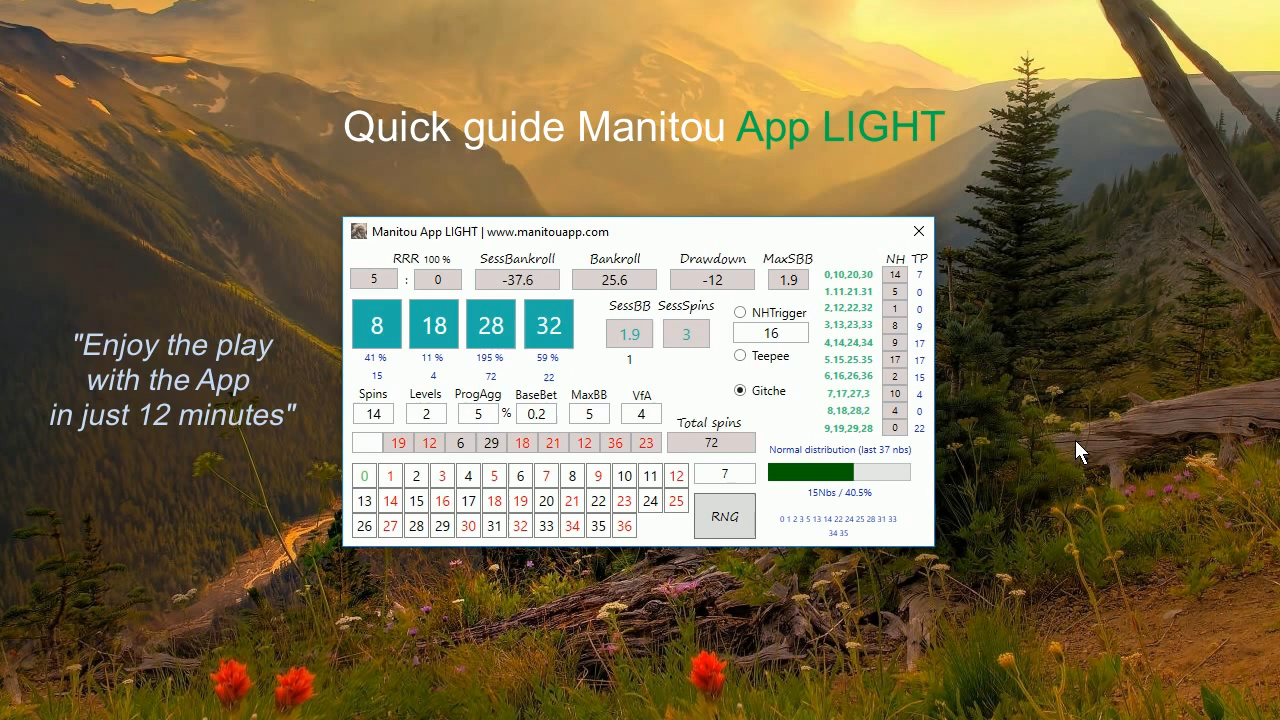 Quick guide Manitou App LIGHT
"Enjoy the play
with the App
in just 12 minutes"
Manitou App LIGHT | www.manitouapp.com
RRR 100 % SessBankroll Bankroll Drawdown MaxSBB NH TP
5 : 0 -37.6 25.6 -12 1.9
0,10,20,30 14 7
1.11.21.31 5 0
2,12,22,32 1 0
3,13,23,33 8 9
4,14,24,34 9 17
5.15.25.35 17 17
6,16,26,36 2 15
7,17,27,3 10 4
8,18,28,2 4 0
9,19,29,28 0 22
8 18 28 32
41 % 11 % 195 % 59 %
15 4 72 22
SessBB SessSpins
1.9 3
1
NHTrigger
16
Teepee
Gitche
Spins Levels ProgAgg BaseBet MaxBB VfA
14 2 5 % 0.2 5 4
Total spins
19 12 6 29 18 21 12 36 23 72
0 1 2 3 4 5 6 7 8 9 10 11 12 7
13 14 15 16 17 18 19 20 21 22 23 24 25
26 27 28 29 30 31 32 33 34 35 36
RNG
Normal distribution (last 37 nbs)
15Nbs / 40.5%
0 1 2 3 5 13 14 22 24 25 28 31 33
34 35